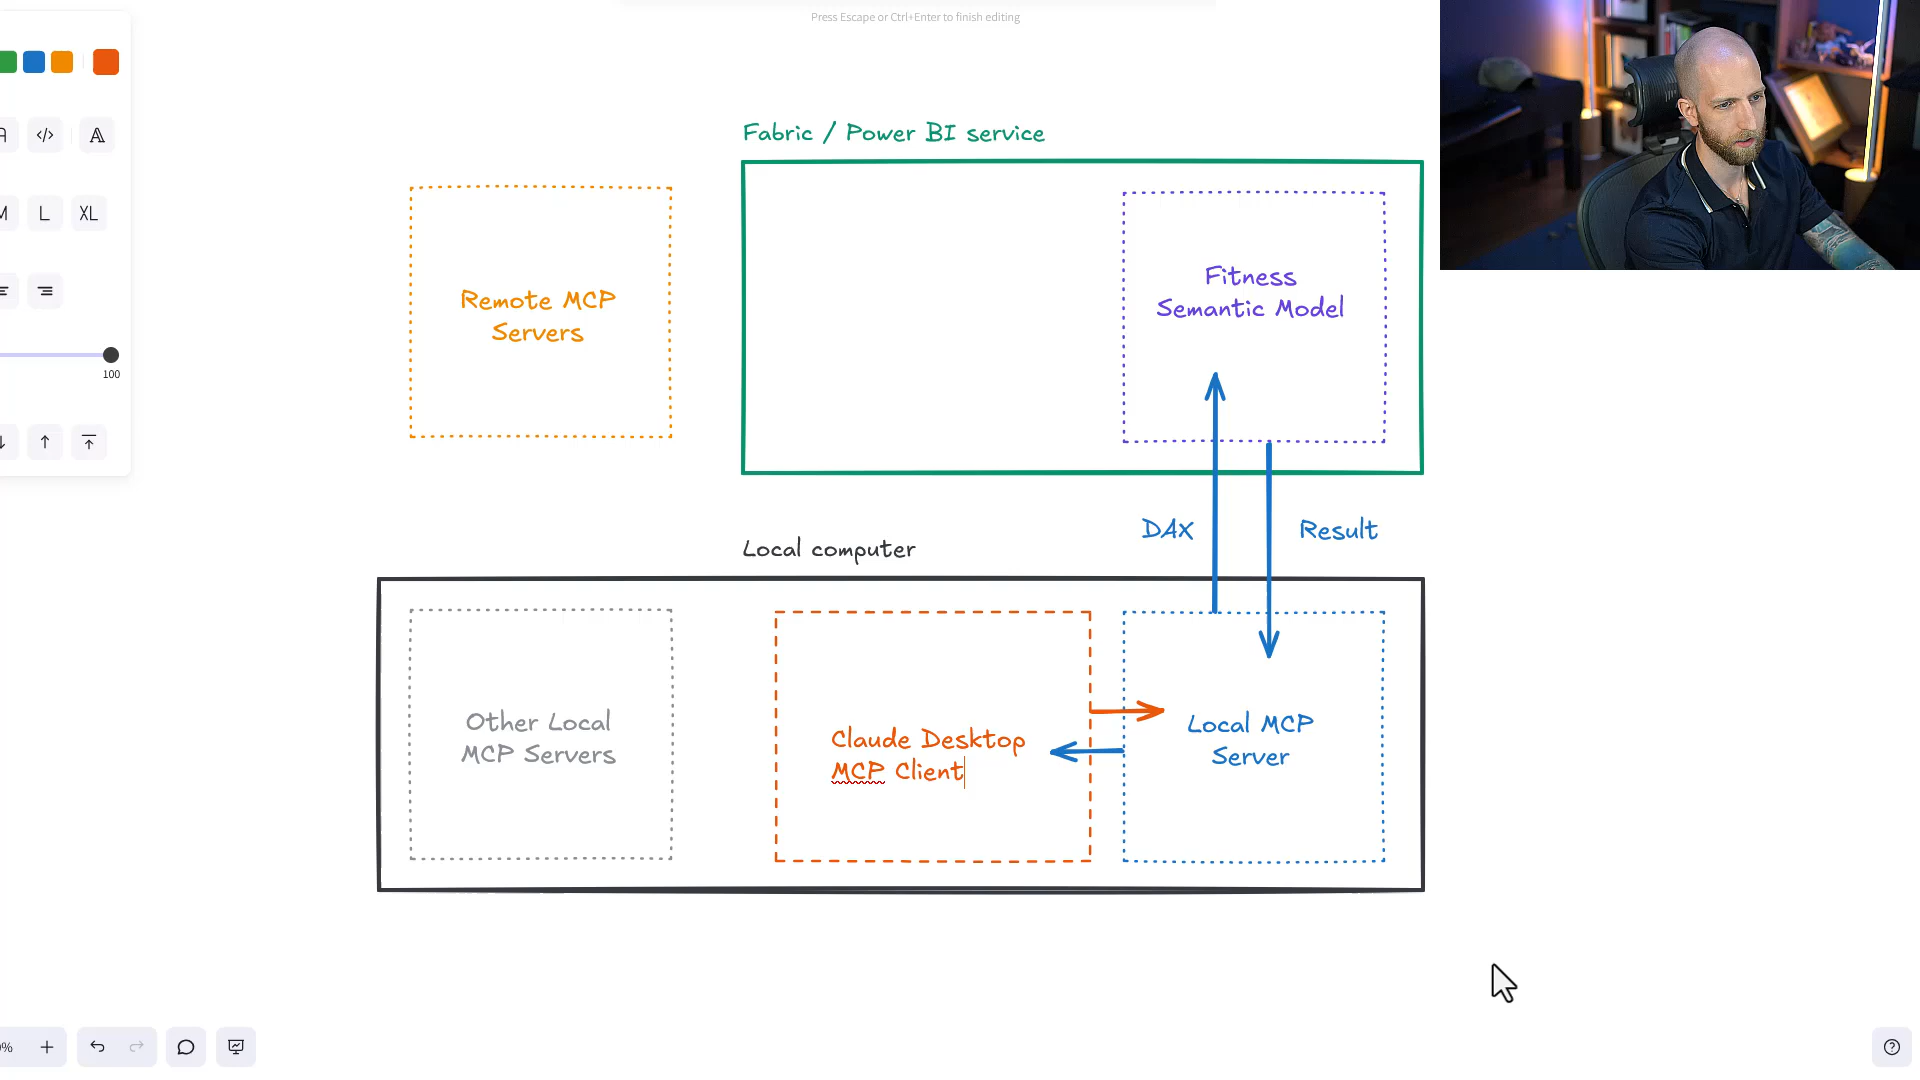 Press Escape or Ctrl+Enter to finish editing
A
</>
A
M
L
XL
100
Fabric / Power BI service
Remote MCP
Servers
Fitness
Semantic Model
DAX
Result
Local computer
Other Local
MCP Servers
Claude Desktop
MCP Client
Local MCP
Server